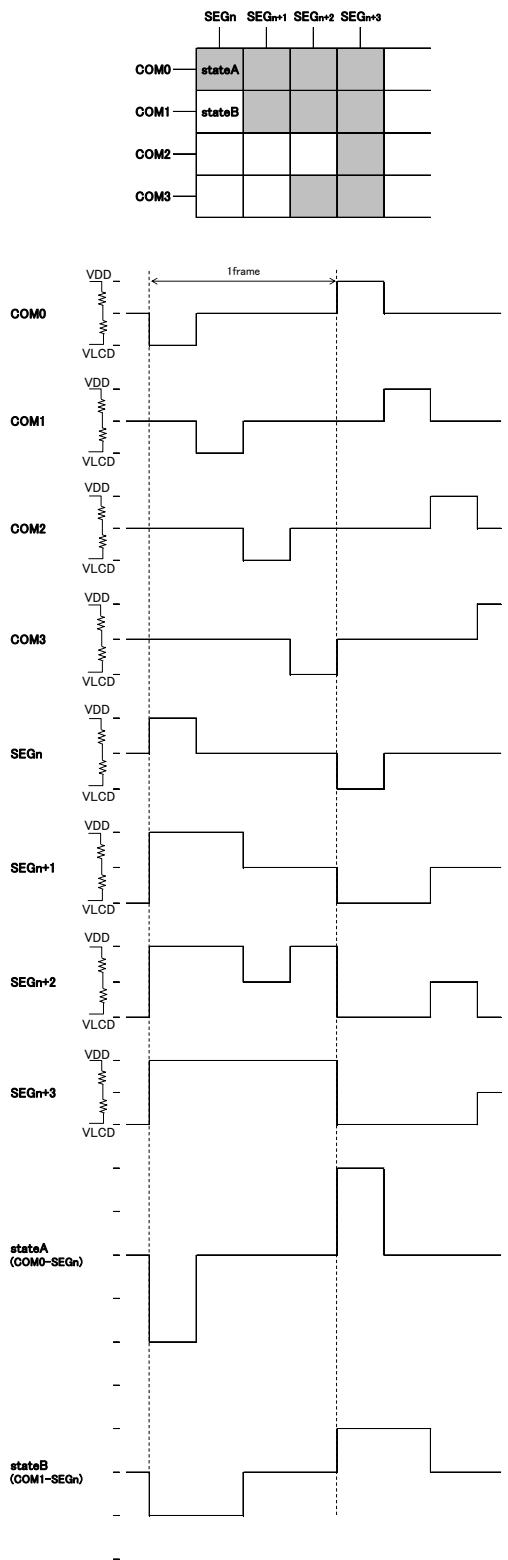 SEGn SEGn+1 SEGn+2 SEGn+3
COM0 stateA
COM1 stateB
COM2
COM3
1frame
VDD
COM0
VLCD
VDD
COM1
VLCD
VDD
COM2
VLCD
VDD
COM3
VLCD
VDD
SEGn
VLCD
VDD
SEGn+1
VLCD
VDD
SEGn+2
VLCD
VDD
SEGn+3
VLCD
stateA
(COM0-SEGn)
stateB
(COM1-SEGn)